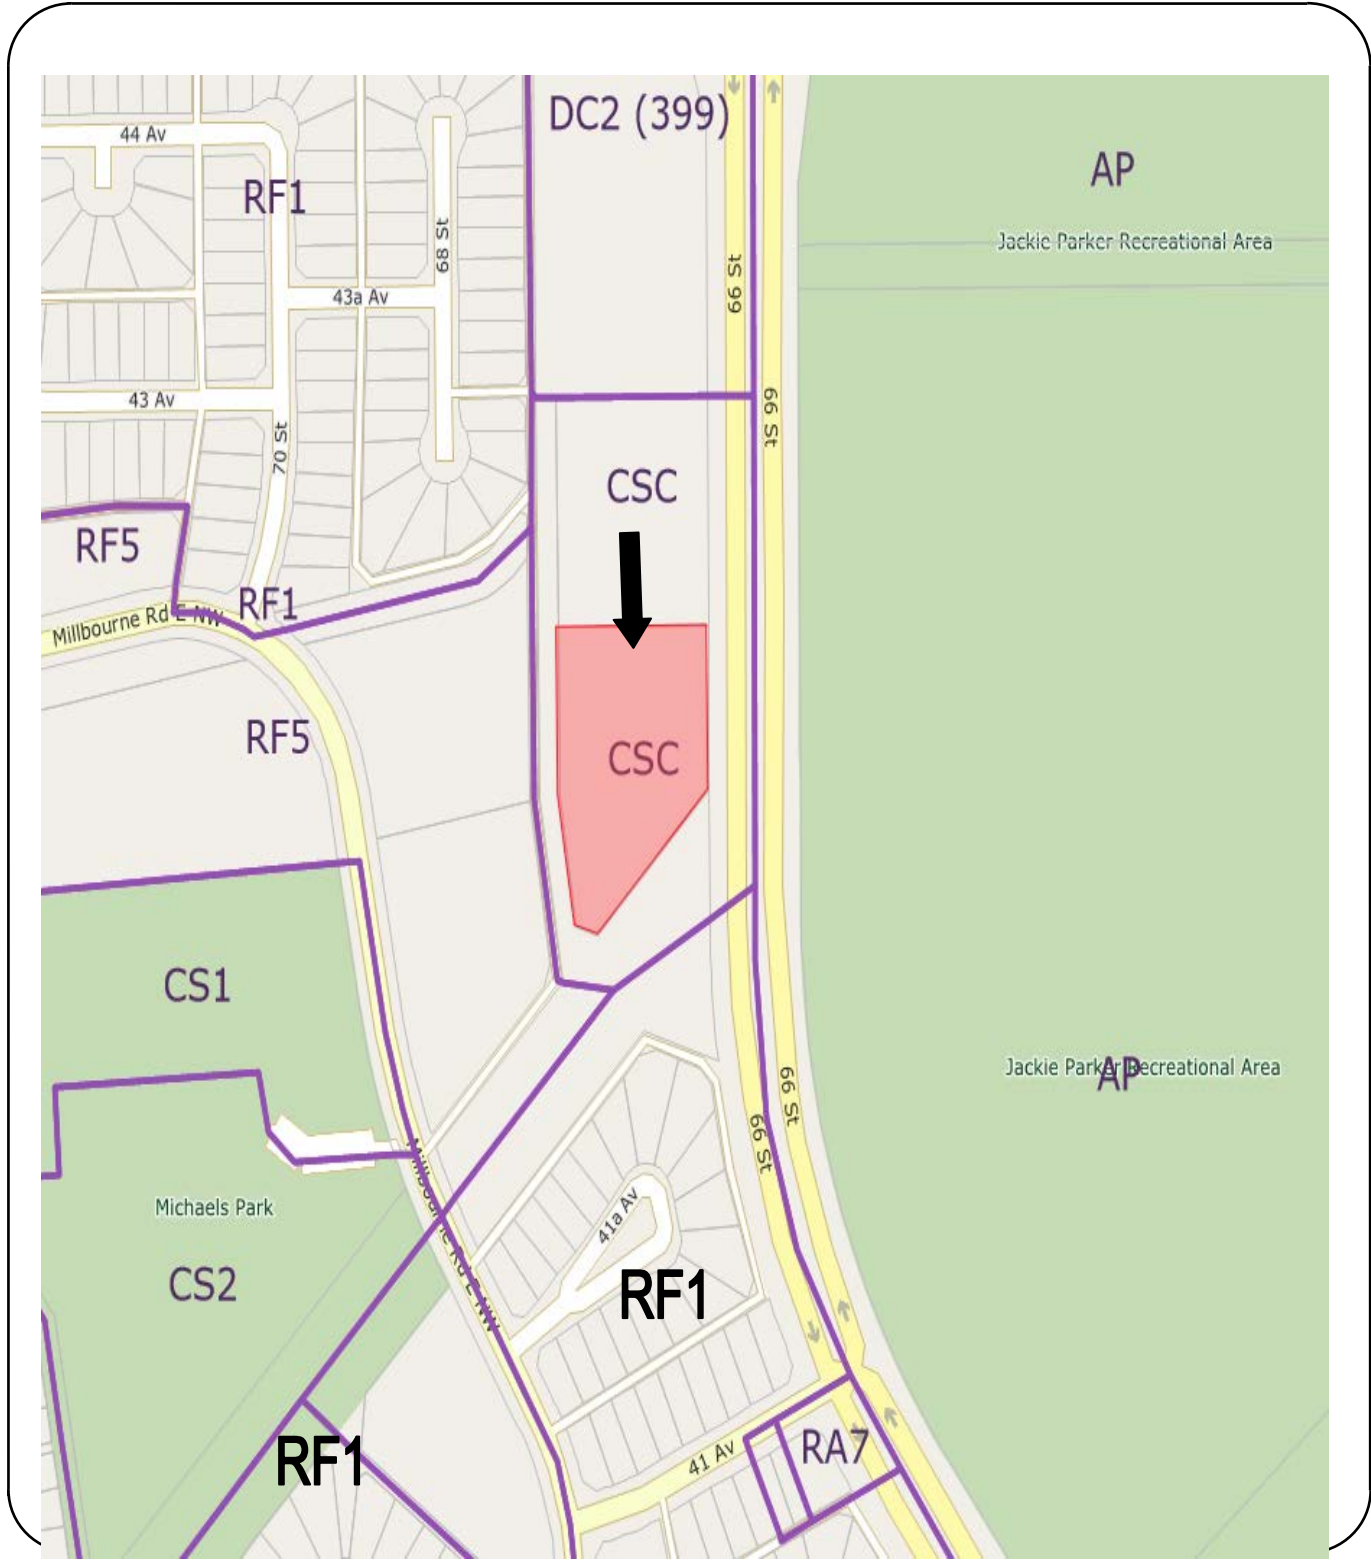 DC2 (399)
44 Av
AP
RF1
68 St
Jackie Parker Recreational Area
66 St
43a Av
43 Av
66 St
70 St
CSC
RF5
RF1
Millbourne Rd E NW
RF5
CSC
CS1
Jackie Parker Recreational Area
AP
66 St
66 St
Millbourne Rd E NW
Michaels Park
41a Av
CS2
RF1
RF1
41 Av
RA7